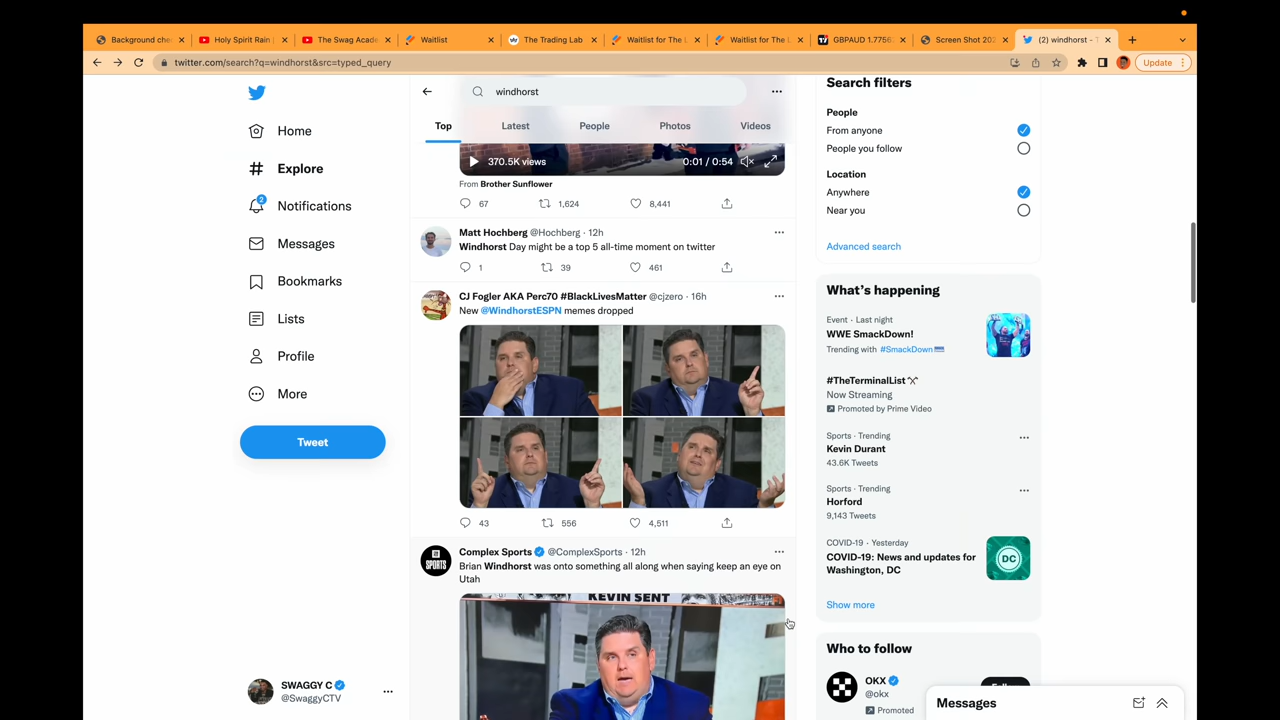 Background che
Holy Spirit Rain
The Swag Acade
Waitlist
The Trading Lab
Waitlist for The L
Waitlist for The L
GBPAUD 1.7756
Screen Shot 202
(2) windhorst - T
twitter.com/search?q=windhorst&src=typed_query
Update
windhorst
Top
Latest
People
Photos
Videos
Home
Explore
2
Notifications
Messages
Bookmarks
Lists
Profile
More
Tweet
SWAGGY C
@SwaggyCTV
370.5K views
0:01 / 0:54
From Brother Sunflower
67 1,624 8,441
Matt Hochberg @Hochberg · 12h
Windhorst Day might be a top 5 all-time moment on twitter
1 39 461
CJ Fogler AKA Perc70 #BlackLivesMatter @cjzero · 16h
New @WindhorstESPN memes dropped
43 556 4,511
SPORTS
Complex Sports @ComplexSports · 12h
Brian Windhorst was onto something all along when saying keep an eye on
Utah
KEVIN SENT
Search filters
People
From anyone
People you follow
Location
Anywhere
Near you
Advanced search
What's happening
Event · Last night
WWE SmackDown!
Trending with #SmackDown
#TheTerminalList
Now Streaming
Promoted by Prime Video
Sports · Trending
Kevin Durant
43.6K Tweets
Sports · Trending
Horford
9,143 Tweets
COVID-19 · Yesterday
COVID-19: News and updates for
Washington, DC
DC
Show more
Who to follow
OKX
@okx
Promoted
Messages